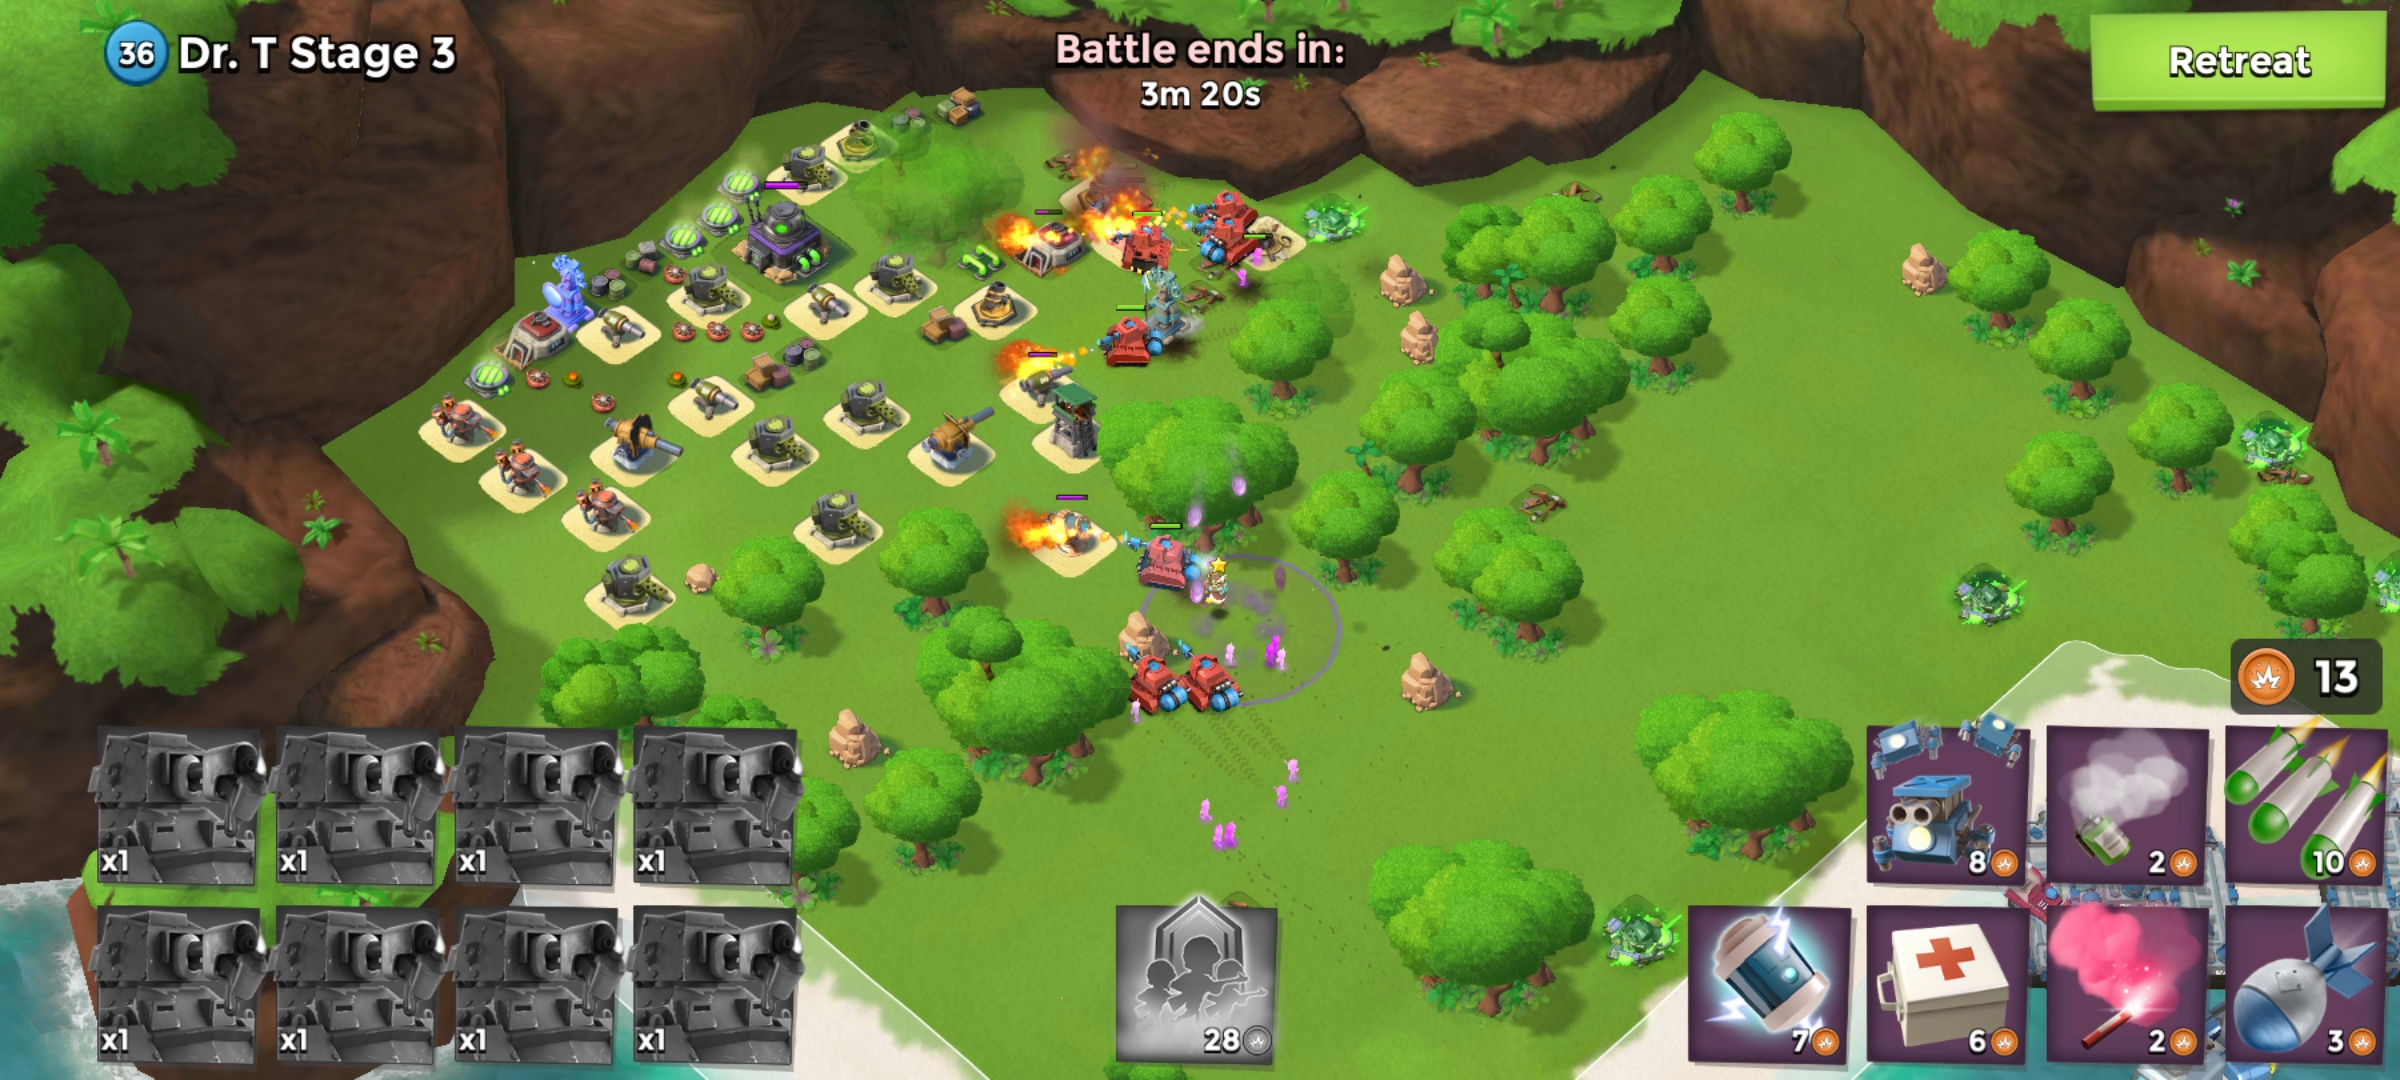 36 Dr. T Stage 3
Battle ends in:
3m 20s
Retreat
13
x1 x1 x1 x1
8 2 10
x1 x1 x1 x1
28
7 6 2 3